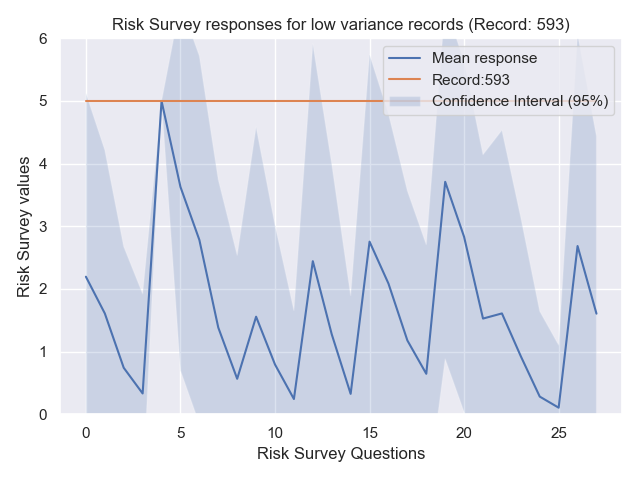 Risk Survey responses for low variance records (Record: 593)
Mean response
Record:593
Confidence Interval (95%)
Risk Survey values
6
5
4
3
2
1
0
0 5 10 15 20 25
Risk Survey Questions